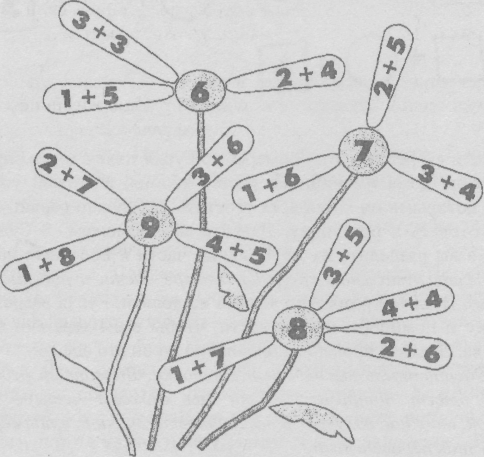 3 + 3
1 + 5
6
2 + 4
2 + 5
7
1 + 6
3 + 4
2 + 7
3 + 6
9
1 + 8
4 + 5
3 + 5
8
4 + 4
2 + 6
1 + 7